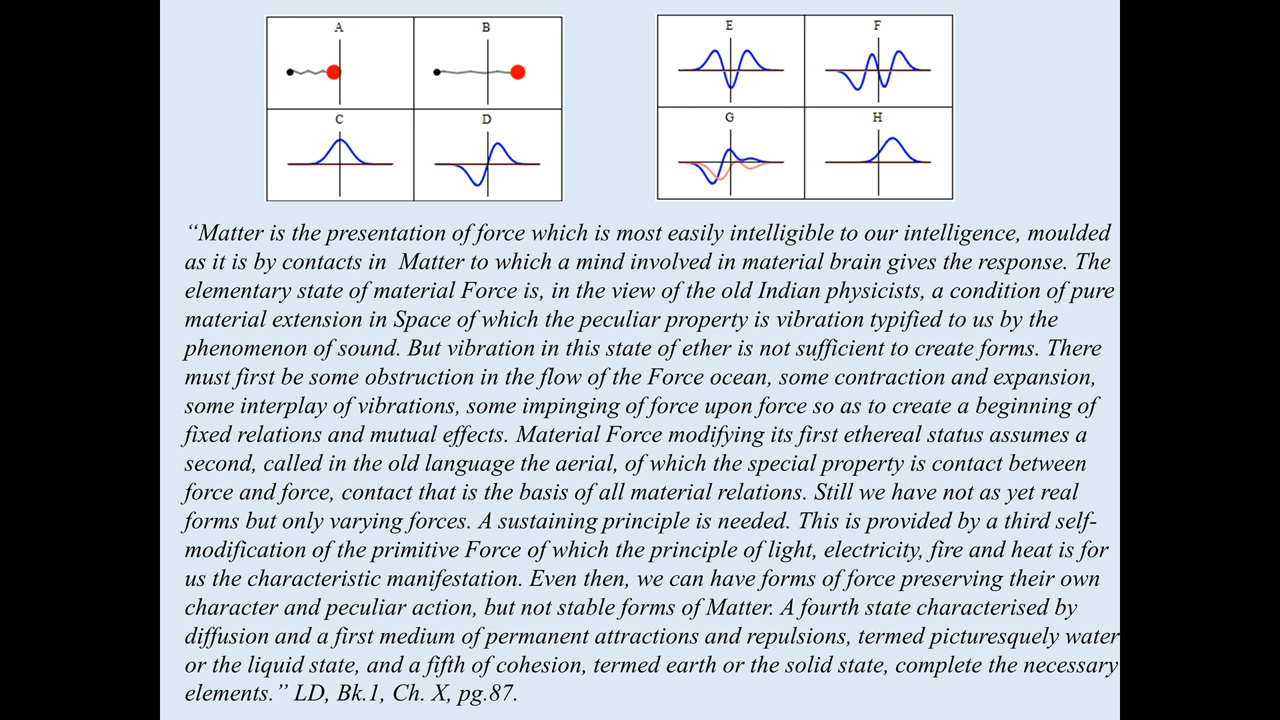 A
B
E
F
C
D
G
H
“Matter is the presentation of force which is most easily intelligible to our intelligence, moulded
as it is by contacts in  Matter to which a mind involved in material brain gives the response. The
elementary state of material Force is, in the view of the old Indian physicists, a condition of pure
material extension in Space of which the peculiar property is vibration typified to us by the
phenomenon of sound. But vibration in this state of ether is not sufficient to create forms. There
must first be some obstruction in the flow of the Force ocean, some contraction and expansion,
some interplay of vibrations, some impinging of force upon force so as to create a beginning of
fixed relations and mutual effects. Material Force modifying its first ethereal status assumes a
second, called in the old language the aerial, of which the special property is contact between
force and force, contact that is the basis of all material relations. Still we have not as yet real
forms but only varying forces. A sustaining principle is needed. This is provided by a third self-
modification of the primitive Force of which the principle of light, electricity, fire and heat is for
us the characteristic manifestation. Even then, we can have forms of force preserving their own
character and peculiar action, but not stable forms of Matter. A fourth state characterised by
diffusion and a first medium of permanent attractions and repulsions, termed picturesquely water
or the liquid state, and a fifth of cohesion, termed earth or the solid state, complete the necessary
elements.” LD, Bk.1, Ch. X, pg.87.